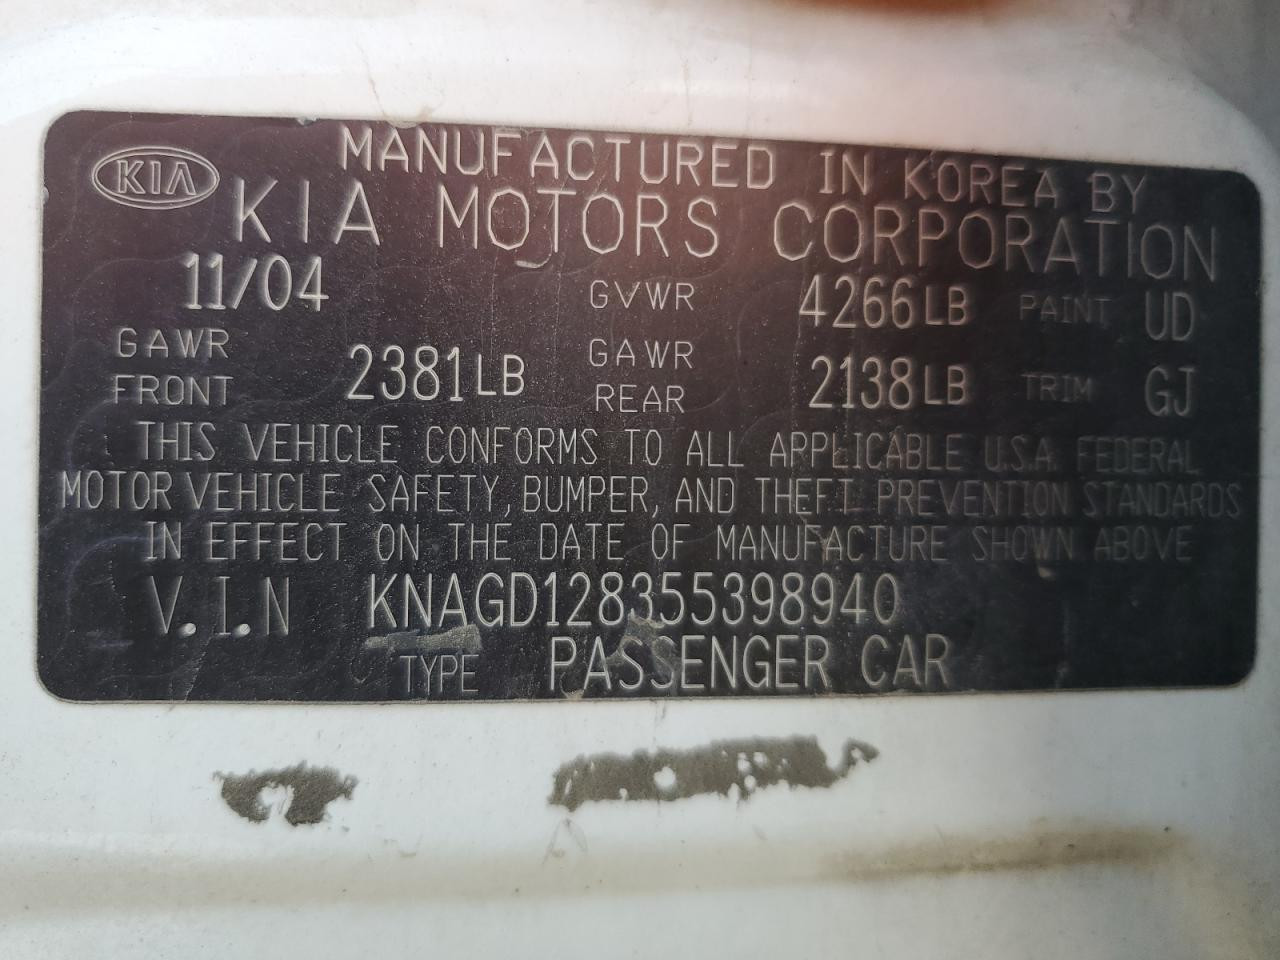 KIA
MANUFACTURED IN KOREA BY
KIA MOTORS CORPORATION
11/04 GVWR 4266LB PAINT UD
GAWR FRONT 2381LB GAWR REAR 2138LB TRIM GJ
THIS VEHICLE CONFORMS TO ALL APPLICABLE U.S.A. FEDERAL
MOTOR VEHICLE SAFETY, BUMPER, AND THEFT PREVENTION STANDARDS
IN EFFECT ON THE DATE OF MANUFACTURE SHOWN ABOVE
V.I.N KNAGD128355398940
TYPE PASSENGER CAR